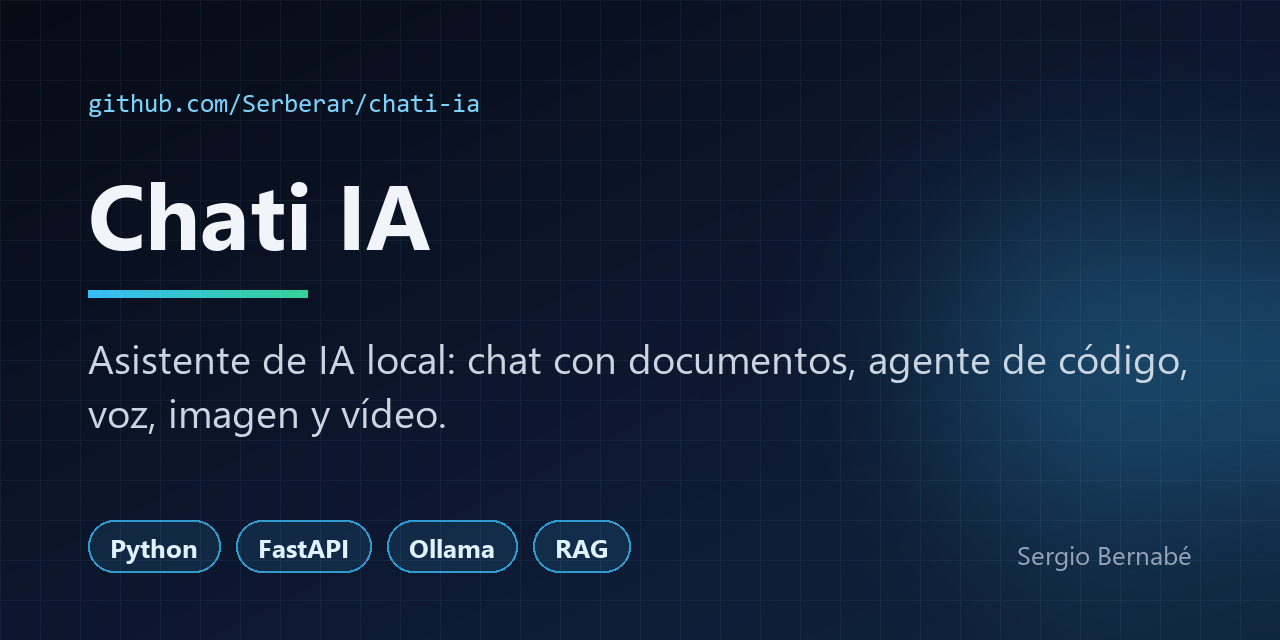 github.com/Serberar/chati-ia
Chati IA
Asistente de IA local: chat con documentos, agente de código,
voz, imagen y vídeo.
Python FastAPI Ollama RAG
Sergio Bernabé